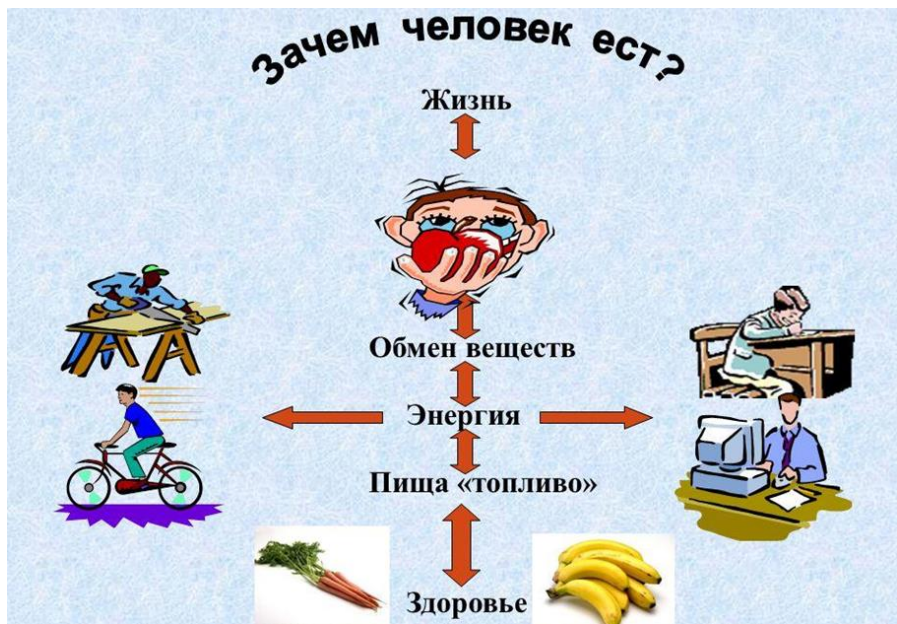 Зачем человек ест?
Жизнь
Обмен веществ
Энергия
Пища «топливо»
Здоровье